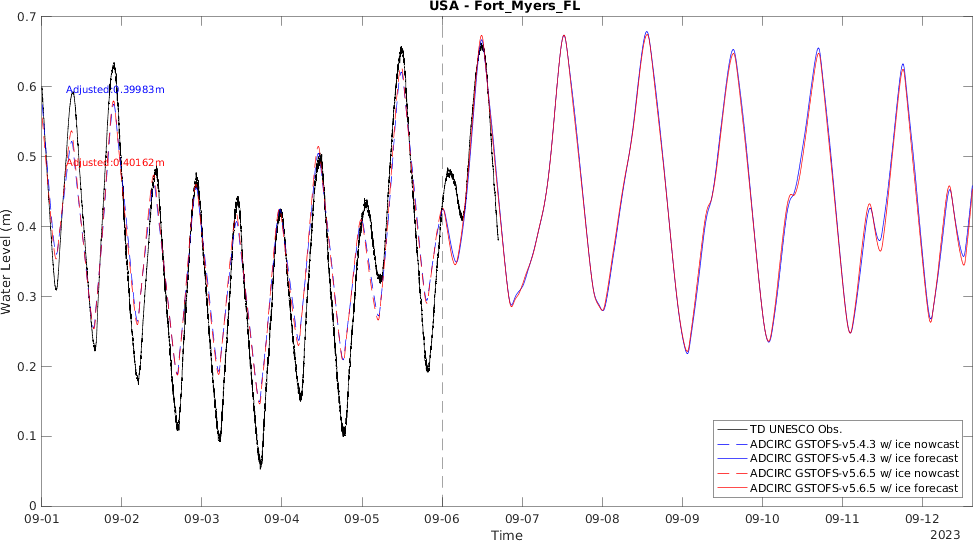 USA - Fort_Myers_FL
0.7
0.6
0.5
0.4
0.3
0.2
0.1
0
Water Level (m)
Adjusted:0.39983m
Adjusted:0.40162m
TD UNESCO Obs.
ADCIRC GSTOFS-v5.4.3 w/ ice nowcast
ADCIRC GSTOFS-v5.4.3 w/ ice forecast
ADCIRC GSTOFS-v5.6.5 w/ ice nowcast
ADCIRC GSTOFS-v5.6.5 w/ ice forecast
09-01 09-02 09-03 09-04 09-05 09-06 09-07 09-08 09-09 09-10 09-11 09-12
Time
2023